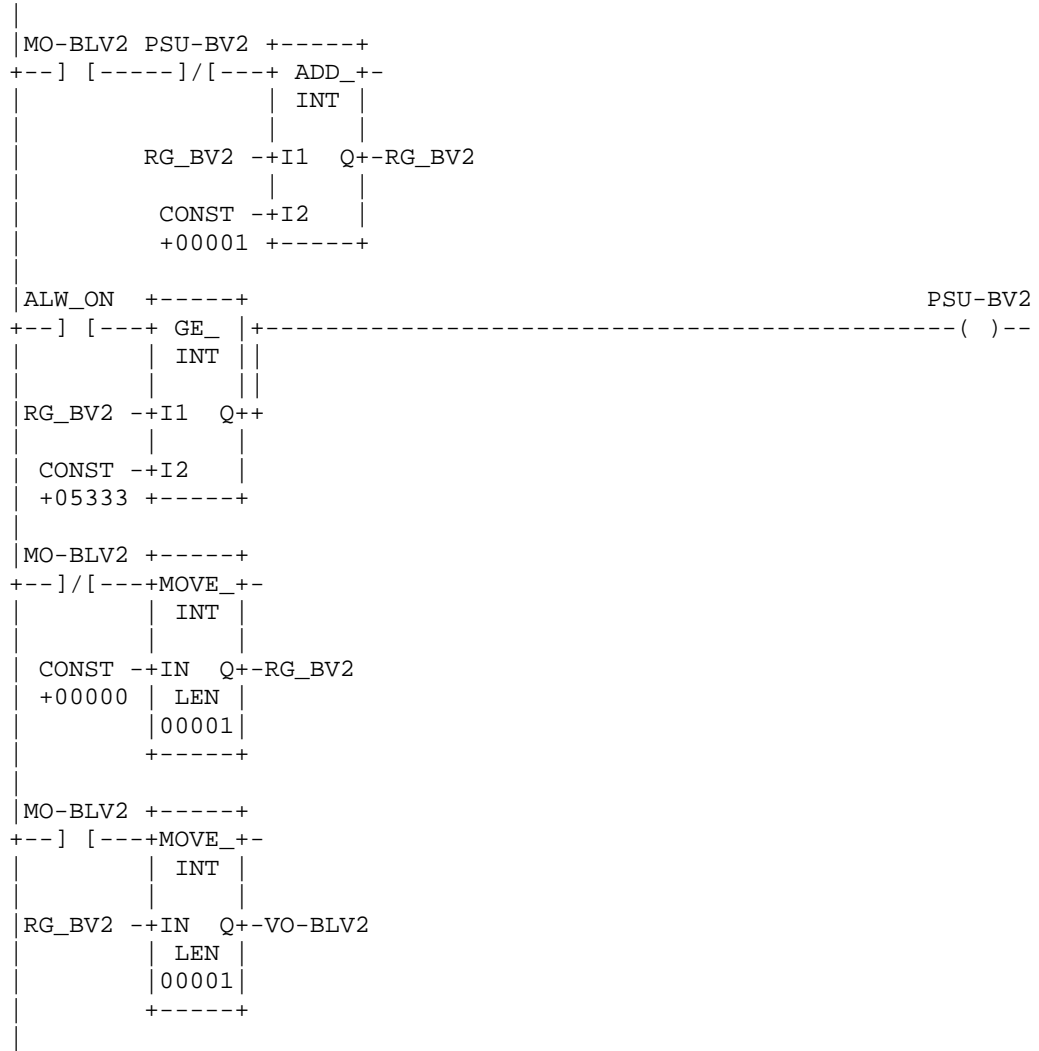 MO-BLV2 PSU-BV2 +-----+
+--] [-----]/[---+ ADD_+-
| INT |
RG_BV2 -+I1 Q+-RG_BV2
CONST -+I2 |
+00001 +-----+
ALW_ON +-----+ PSU-BV2
+--] [---+ GE_ |+-----------------------------------------------( )--
| INT ||
RG_BV2 -+I1 Q++
CONST -+I2 |
+05333 +-----+
MO-BLV2 +-----+
+--]/[---+MOVE_+-
| INT |
CONST -+IN Q+-RG_BV2
+00000 | LEN |
|00001|
+-----+
MO-BLV2 +-----+
+--] [---+MOVE_+-
| INT |
RG_BV2 -+IN Q+-VO-BLV2
| LEN |
|00001|
+-----+